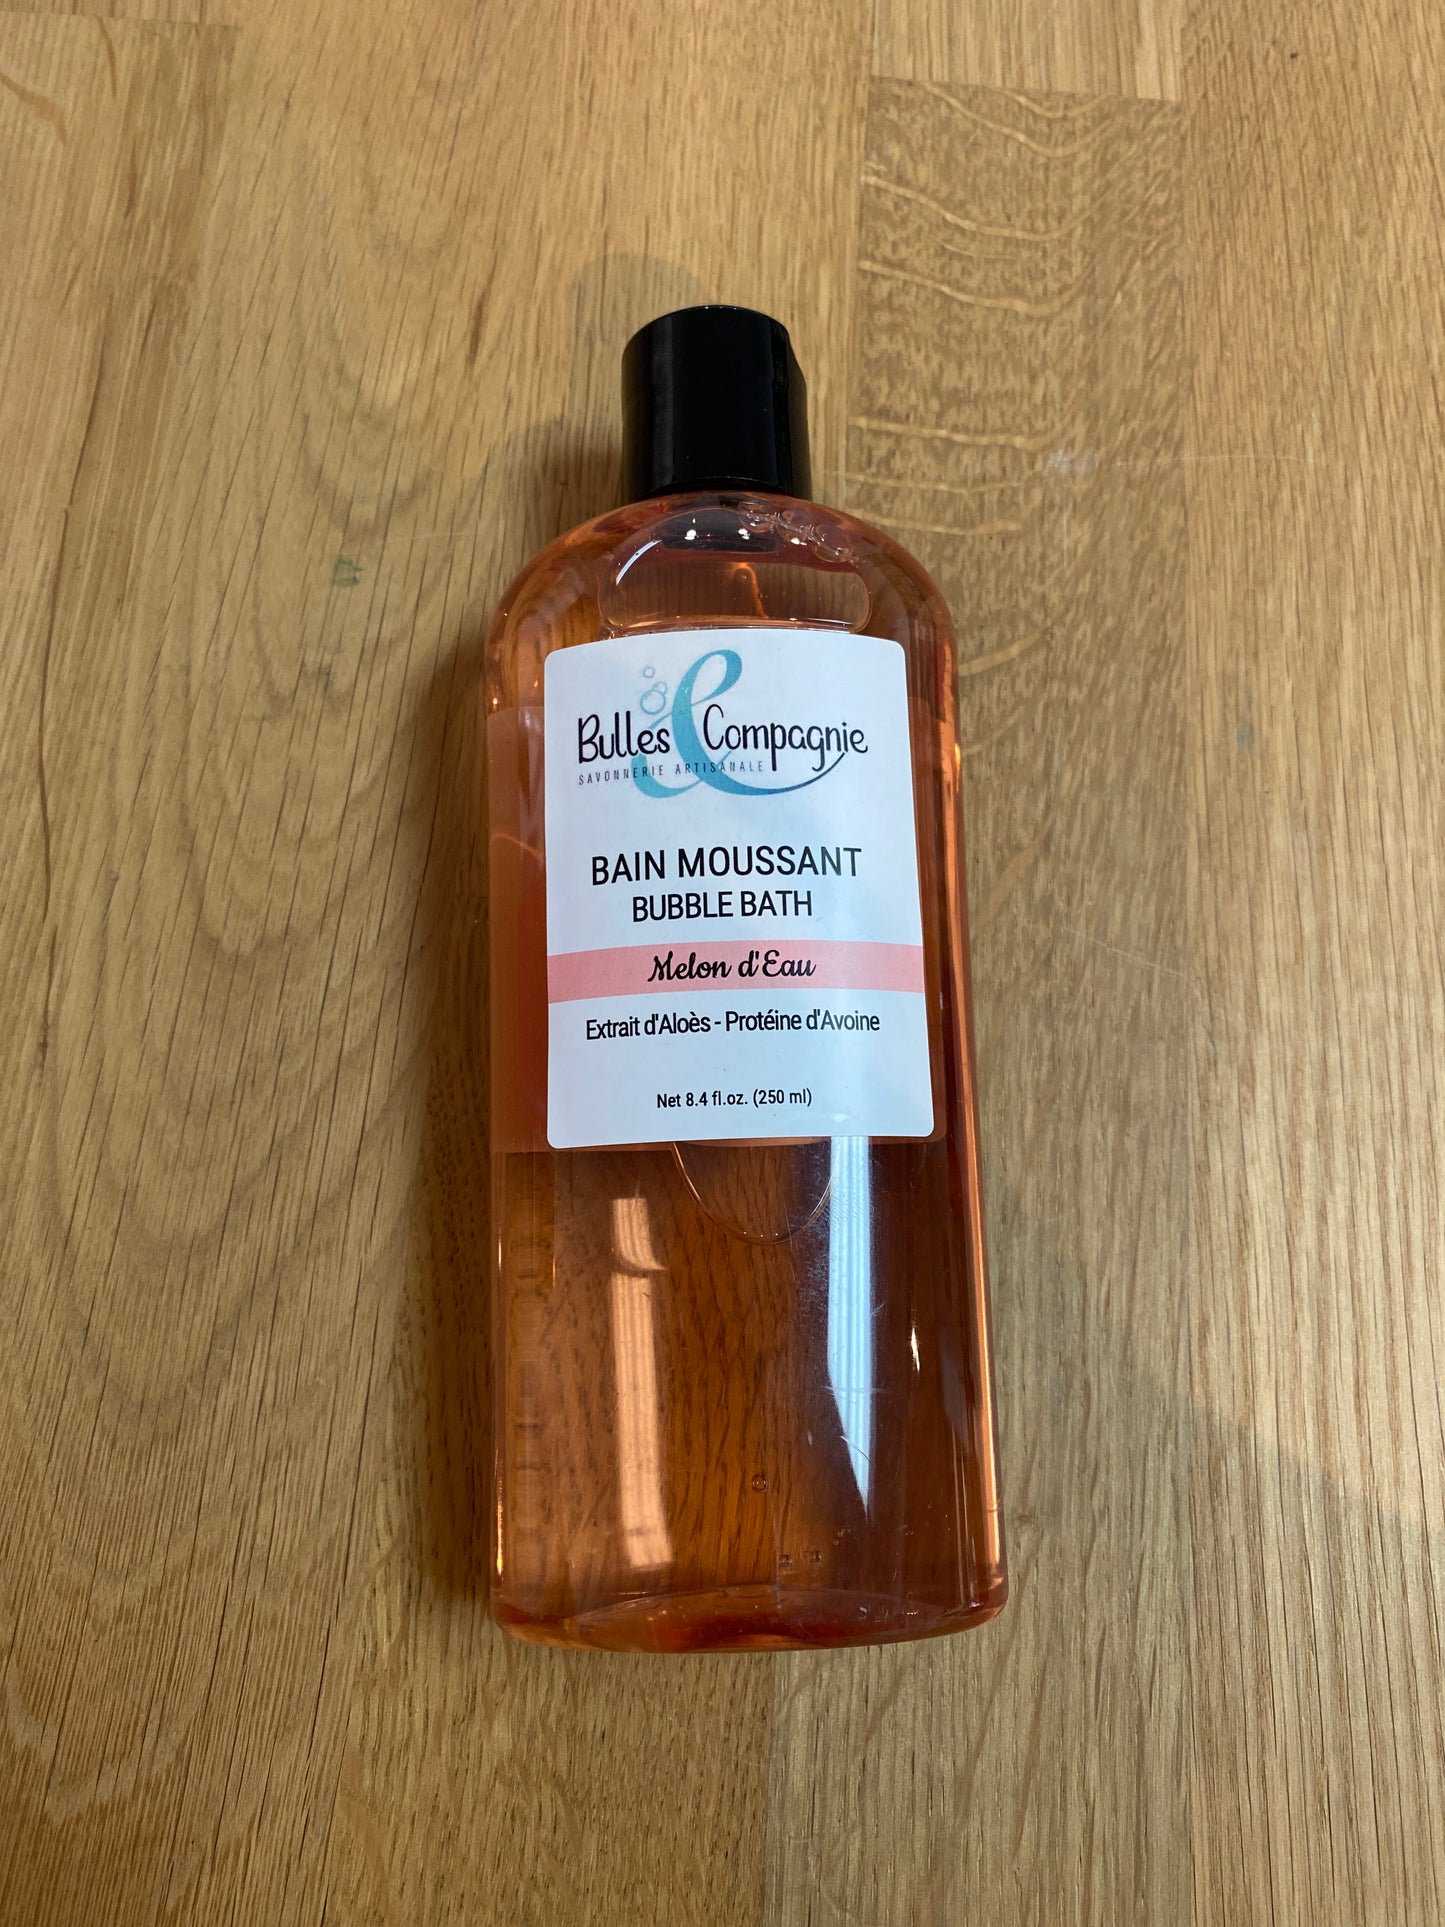 Bulles & Compagnie
SAVONNERIE ARTISANALE
BAIN MOUSSANT
BUBBLE BATH
Melon d'Eau
Extrait d'Aloès - Protéine d'Avoine
Net 8.4 fl.oz. (250 ml)